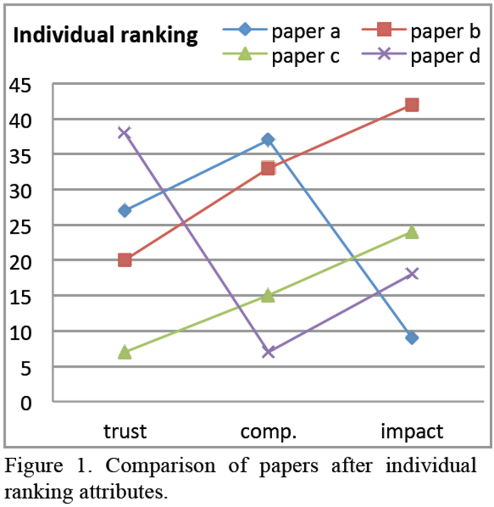 Individual ranking
paper a
paper b
paper c
paper d
45
40
35
30
25
20
15
10
5
0
trust comp. impact
Figure 1. Comparison of papers after individual
ranking attributes.